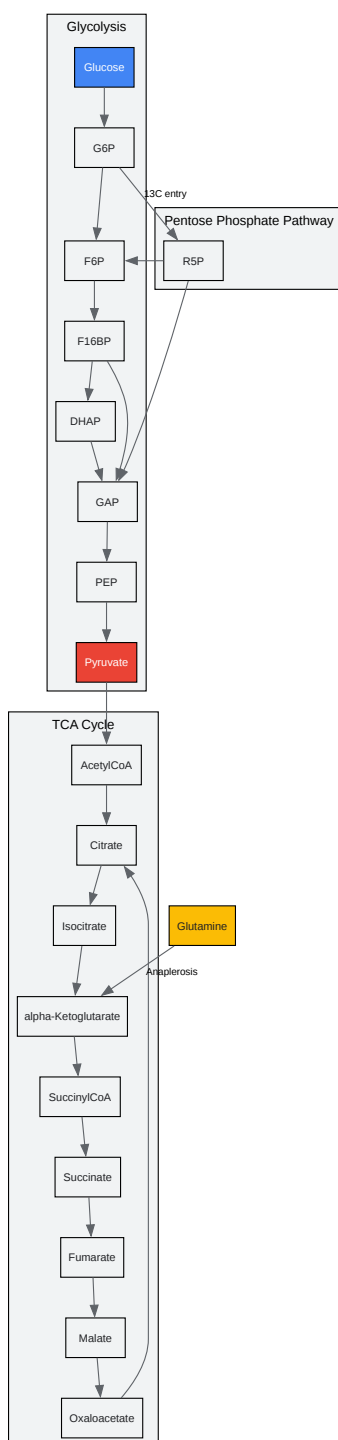 Glycolysis
Glucose
G6P
13C entry
Pentose Phosphate Pathway
F6P
R5P
F16BP
DHAP
GAP
PEP
Pyruvate
TCA Cycle
AcetylCoA
Citrate
Isocitrate
Glutamine
Anaplerosis
alpha-Ketoglutarate
SuccinylCoA
Succinate
Fumarate
Malate
Oxaloacetate